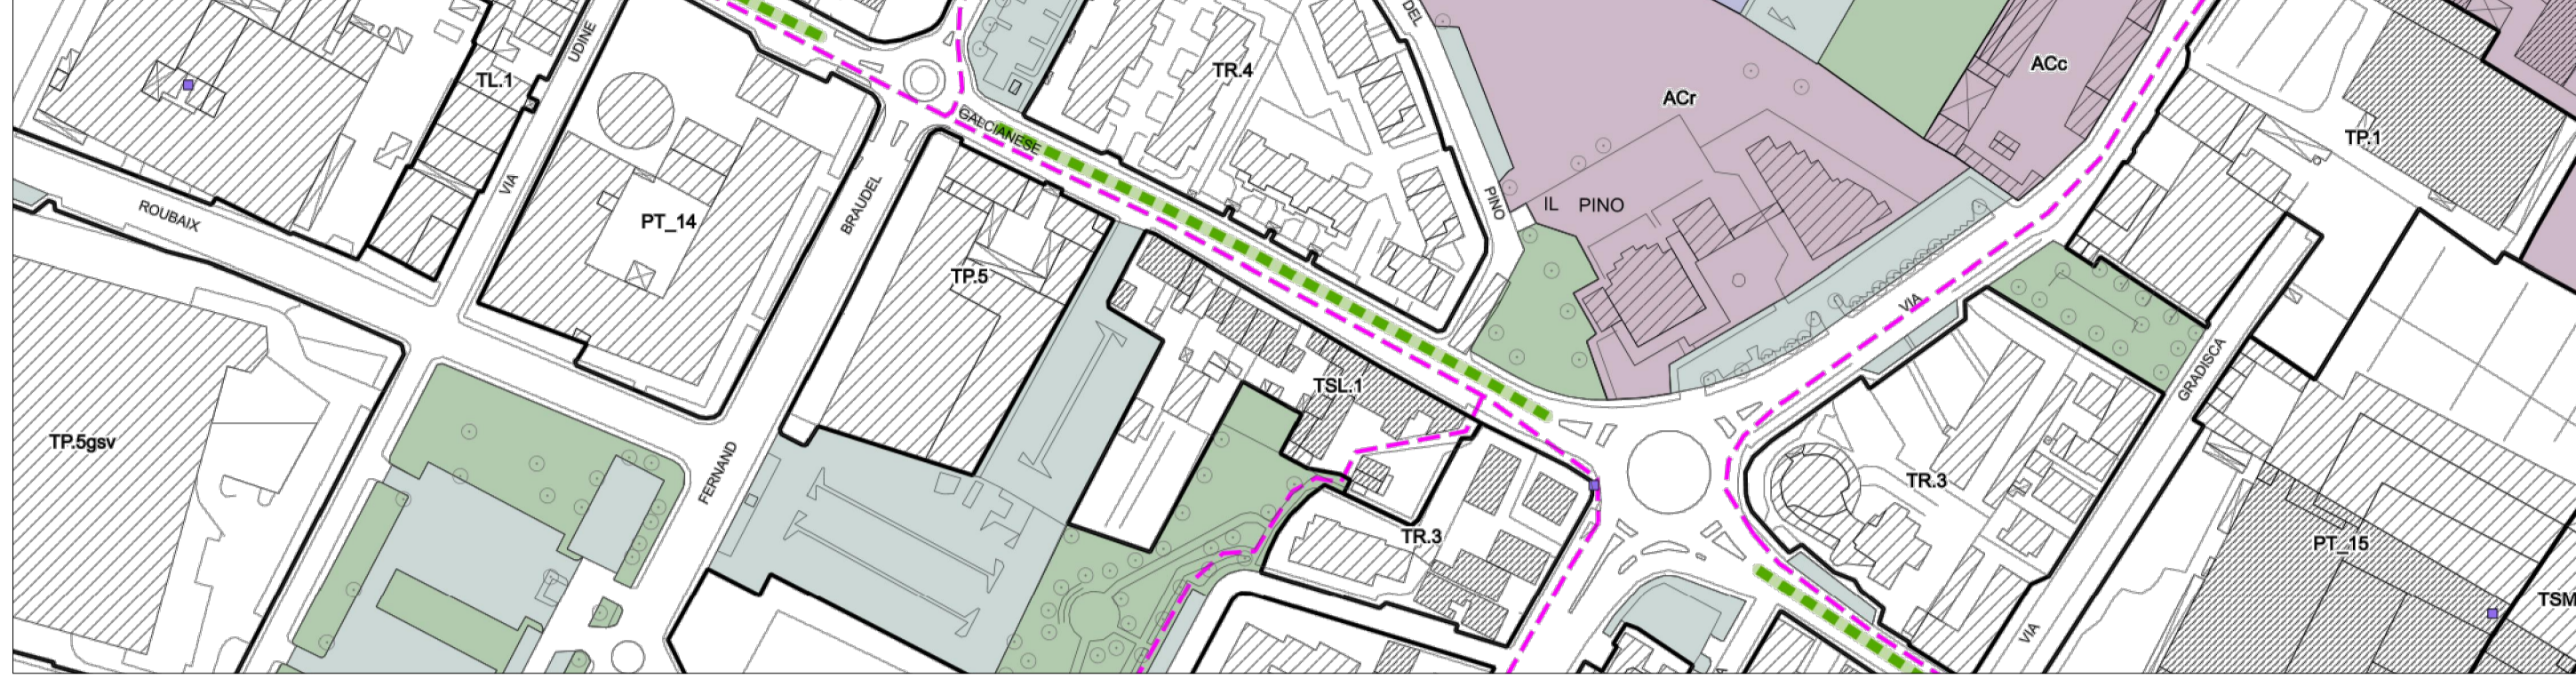 DEL
UDINE
TL.1
TR.4
ACc
ACr
GALCIANESE
TP.1
VIA
ROUBAIX
PT_14
BRAUDEL
PINO
IL PINO
TP.5
VIA
GRADISCA
TSL.1
TP.5gsv
FERNAND
TR.3
TR.3
PT_15
TSM
VIA